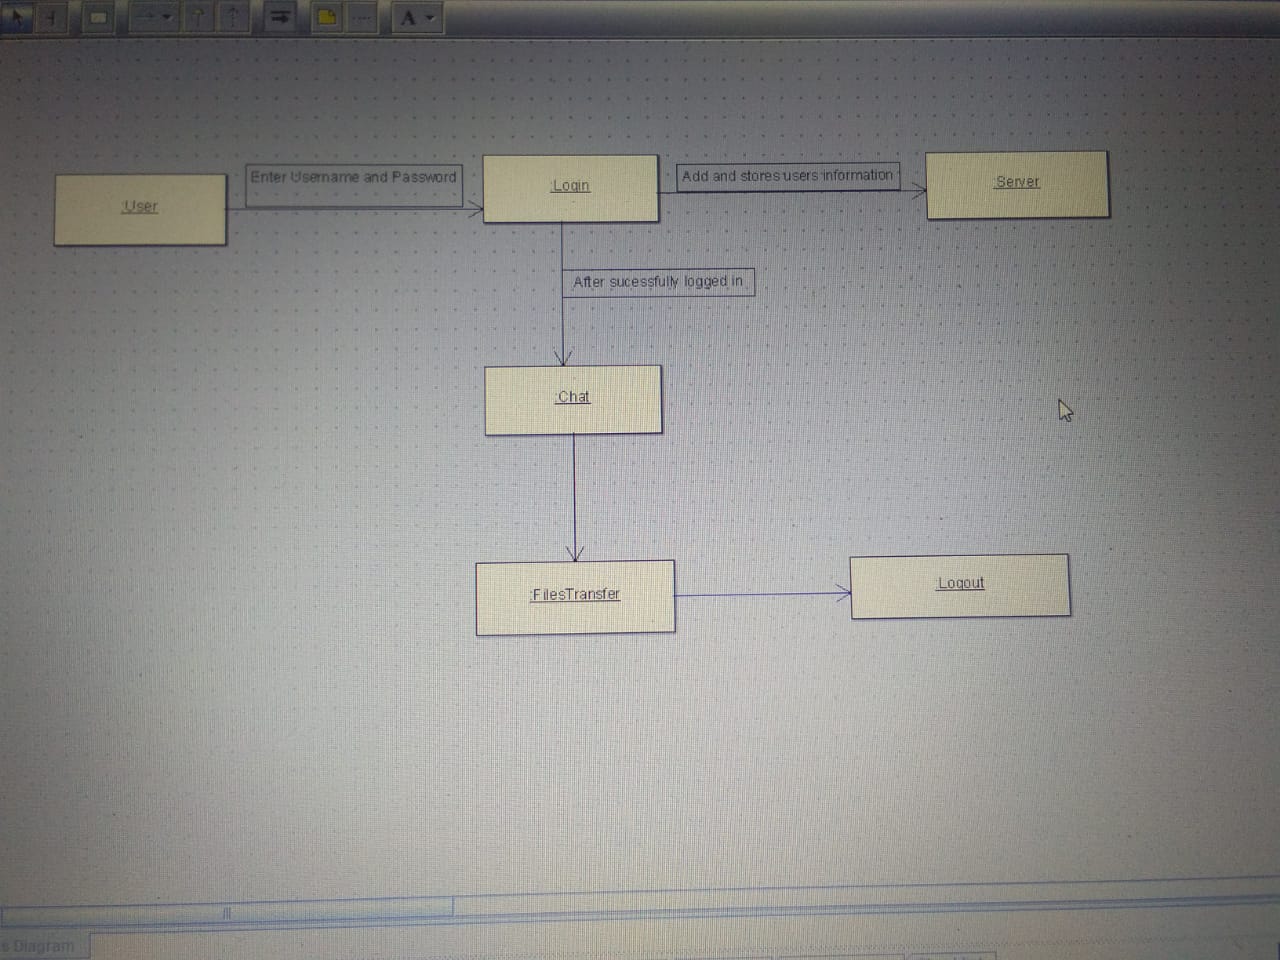 Enter Username and Password
:User
:Login
Add and stores users information
:Server
After sucessfully logged in
:Chat
:FilesTransfer
:Logout
s Diagram